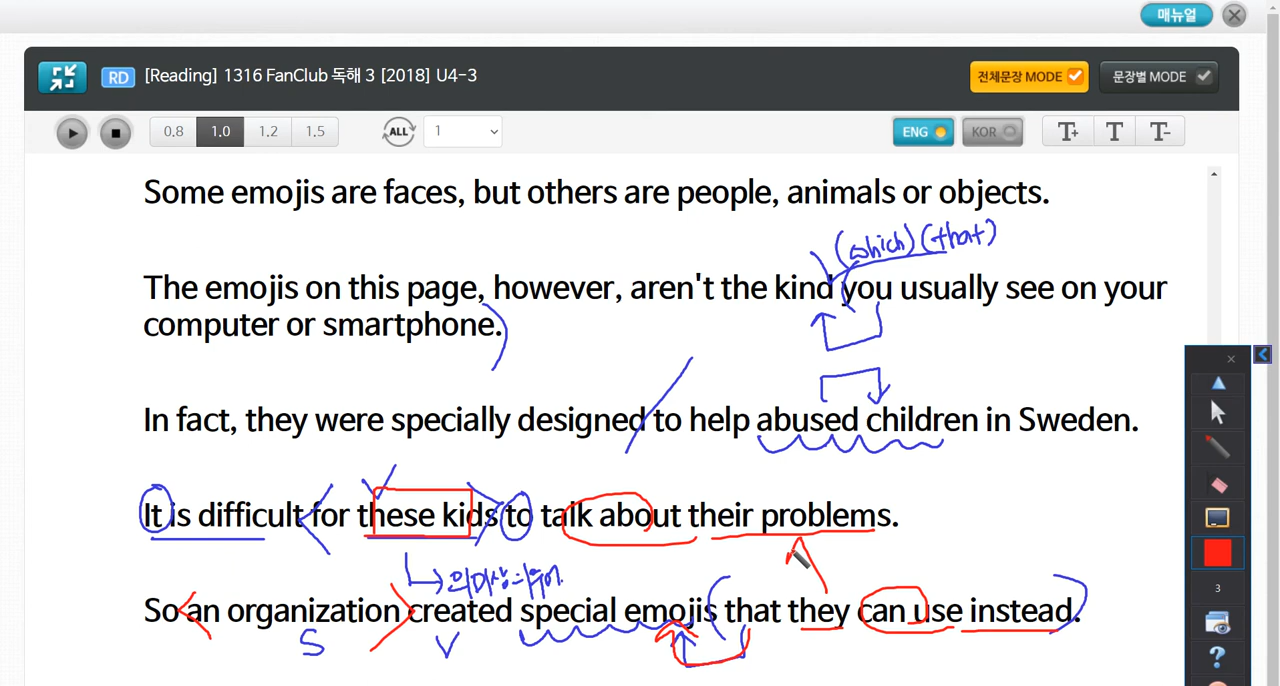 매뉴얼
RD [Reading] 1316 FanClub 독해 3 [2018] U4-3 전체문장 MODE 문장별 MODE
0.8 1.0 1.2 1.5 ALL 1 ENG KOR T+ T T-
Some emojis are faces, but others are people, animals or objects.
(which) (that)
The emojis on this page, however, aren't the kind you usually see on your
computer or smartphone.
In fact, they were specially designed to help abused children in Sweden.
It is difficult for these kids to talk about their problems.
의미상 주어.
So an organization created special emojis (that they can use instead).
S V
3
?